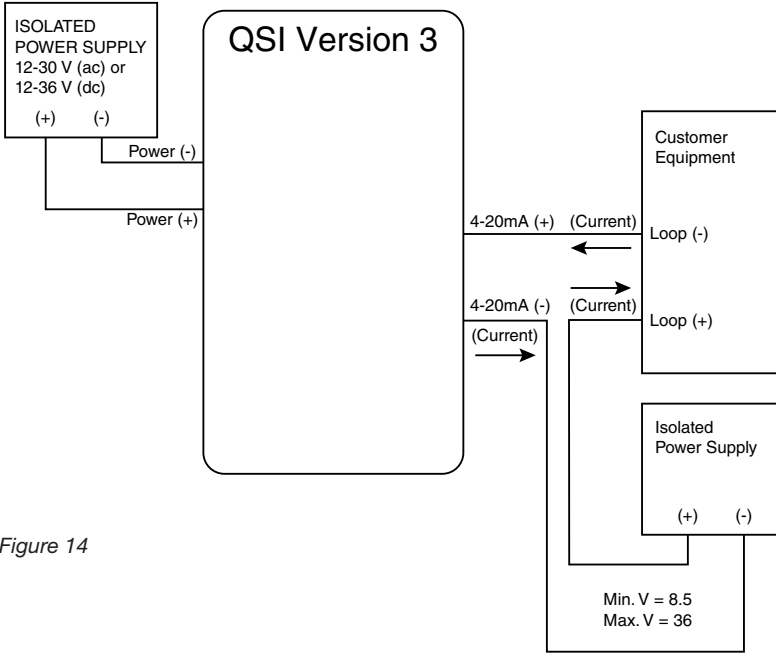 ISOLATED
POWER SUPPLY
12-30 V (ac) or
12-36 V (dc)
(+) (-)
QSI Version 3
Power (-)
Power (+)
Customer
Equipment
4-20mA (+) (Current)
Loop (-)
4-20mA (-) (Current)
Loop (+)
(Current)
Isolated
Power Supply
(+) (-)
Figure 14
Min. V = 8.5
Max. V = 36